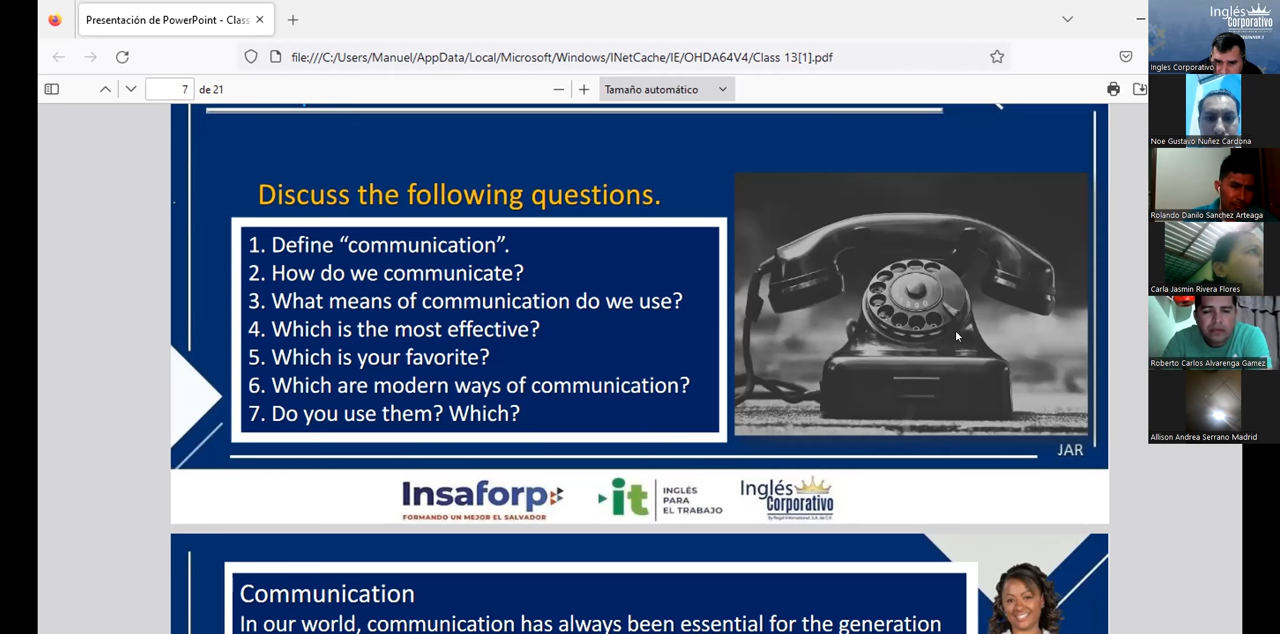 Presentación de PowerPoint - Class
file:///C:/Users/Manuel/AppData/Local/Microsoft/Windows/INetCache/IE/OHDA64V4/Class 13[1].pdf
7 de 21
Tamaño automático
Discuss the following questions.
1. Define “communication”.
2. How do we communicate?
3. What means of communication do we use?
4. Which is the most effective?
5. Which is your favorite?
6. Which are modern ways of communication?
7. Do you use them? Which?
JAR
Insaforp
FORMANDO UN MEJOR EL SALVADOR
it
INGLÉS
PARA
EL TRABAJO
Inglés
Corporativo
Communication
In our world, communication has always been essential for the generation
Inglés
Corporativo
Ingles Corporativo
Noe Gustavo Nuñez Cardona
Rolando Danilo Sanchez Arteaga
Carla Jasmin Rivera Flores
Roberto Carlos Alvarenga Gamez
Allison Andrea Serrano Madrid